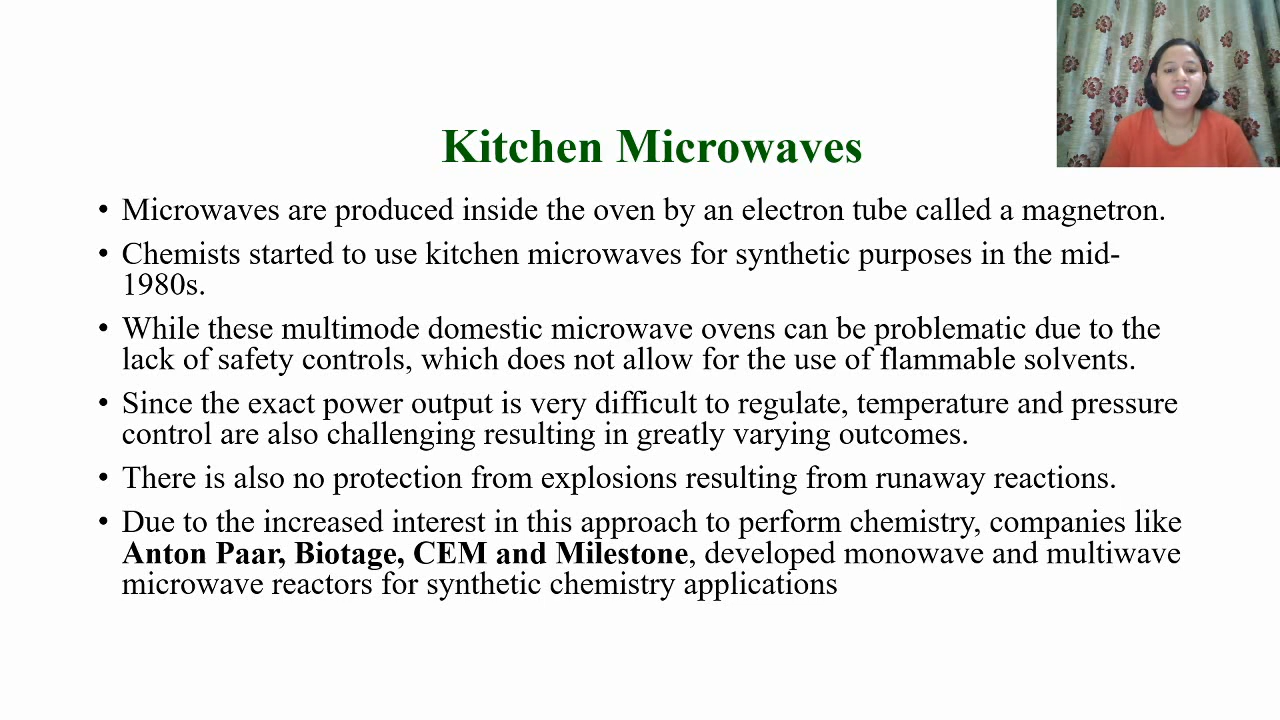 Kitchen Microwaves
• Microwaves are produced inside the oven by an electron tube called a magnetron.
• Chemists started to use kitchen microwaves for synthetic purposes in the mid-
1980s.
• While these multimode domestic microwave ovens can be problematic due to the
lack of safety controls, which does not allow for the use of flammable solvents.
• Since the exact power output is very difficult to regulate, temperature and pressure
control are also challenging resulting in greatly varying outcomes.
• There is also no protection from explosions resulting from runaway reactions.
• Due to the increased interest in this approach to perform chemistry, companies like
Anton Paar, Biotage, CEM and Milestone, developed monowave and multiwave
microwave reactors for synthetic chemistry applications